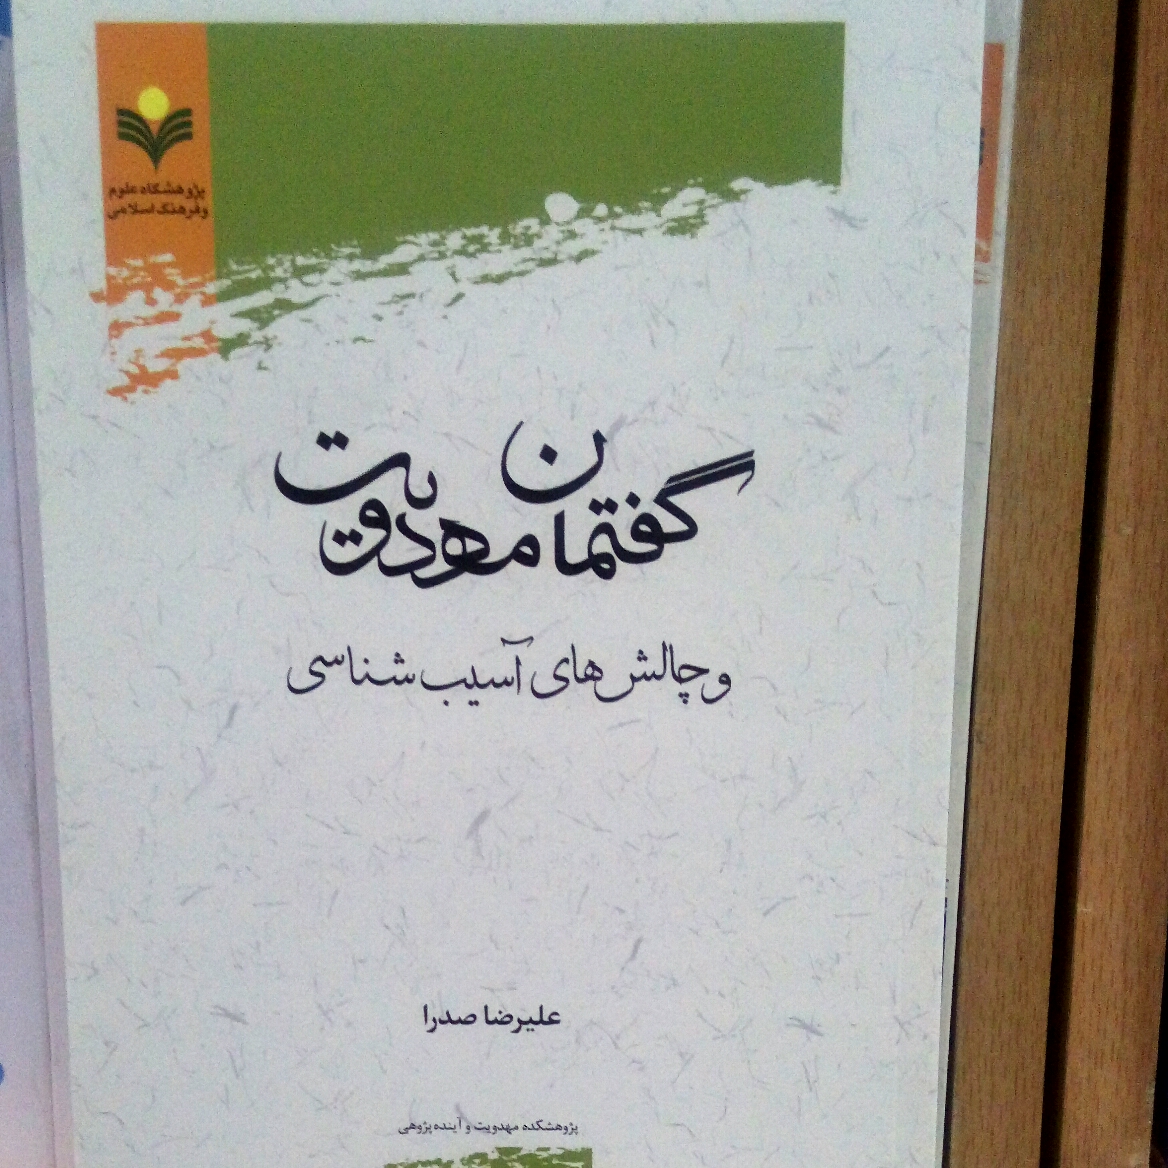 پژوهشگاه علوم
و فرهنگ اسلامی
گفتمان مهدویت
و چالش‌های آسیب‌شناسی
علیرضا صدرا
پژوهشکده مهدویت و آینده‌پژوهی